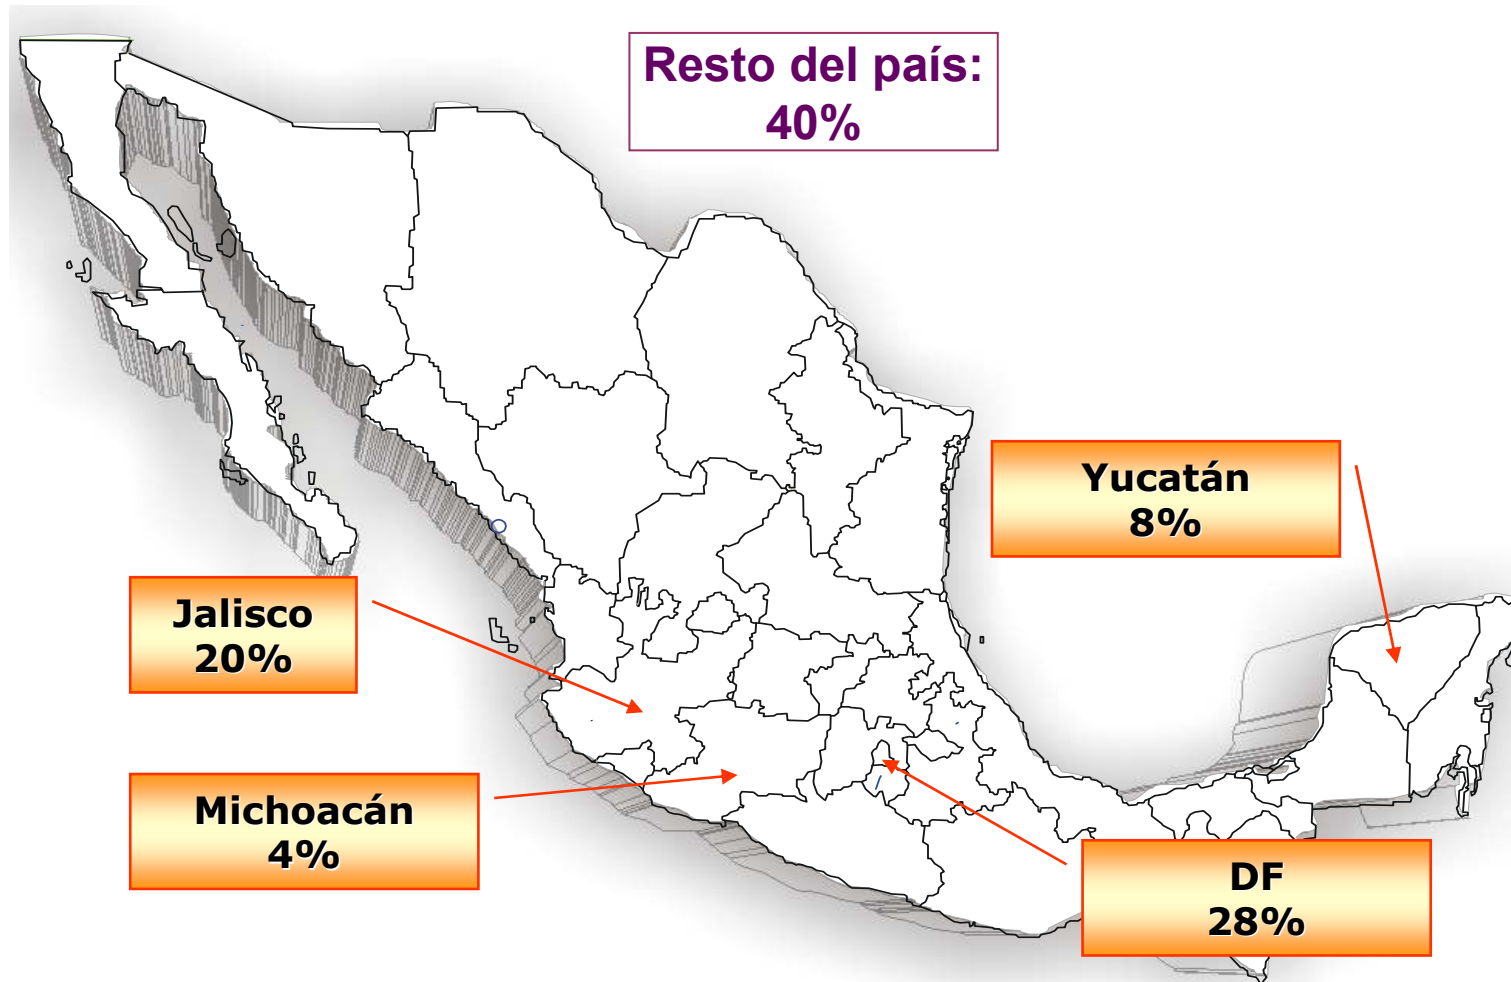 Resto del país:
40%
Yucatán
8%
Jalisco
20%
Michoacán
4%
DF
28%